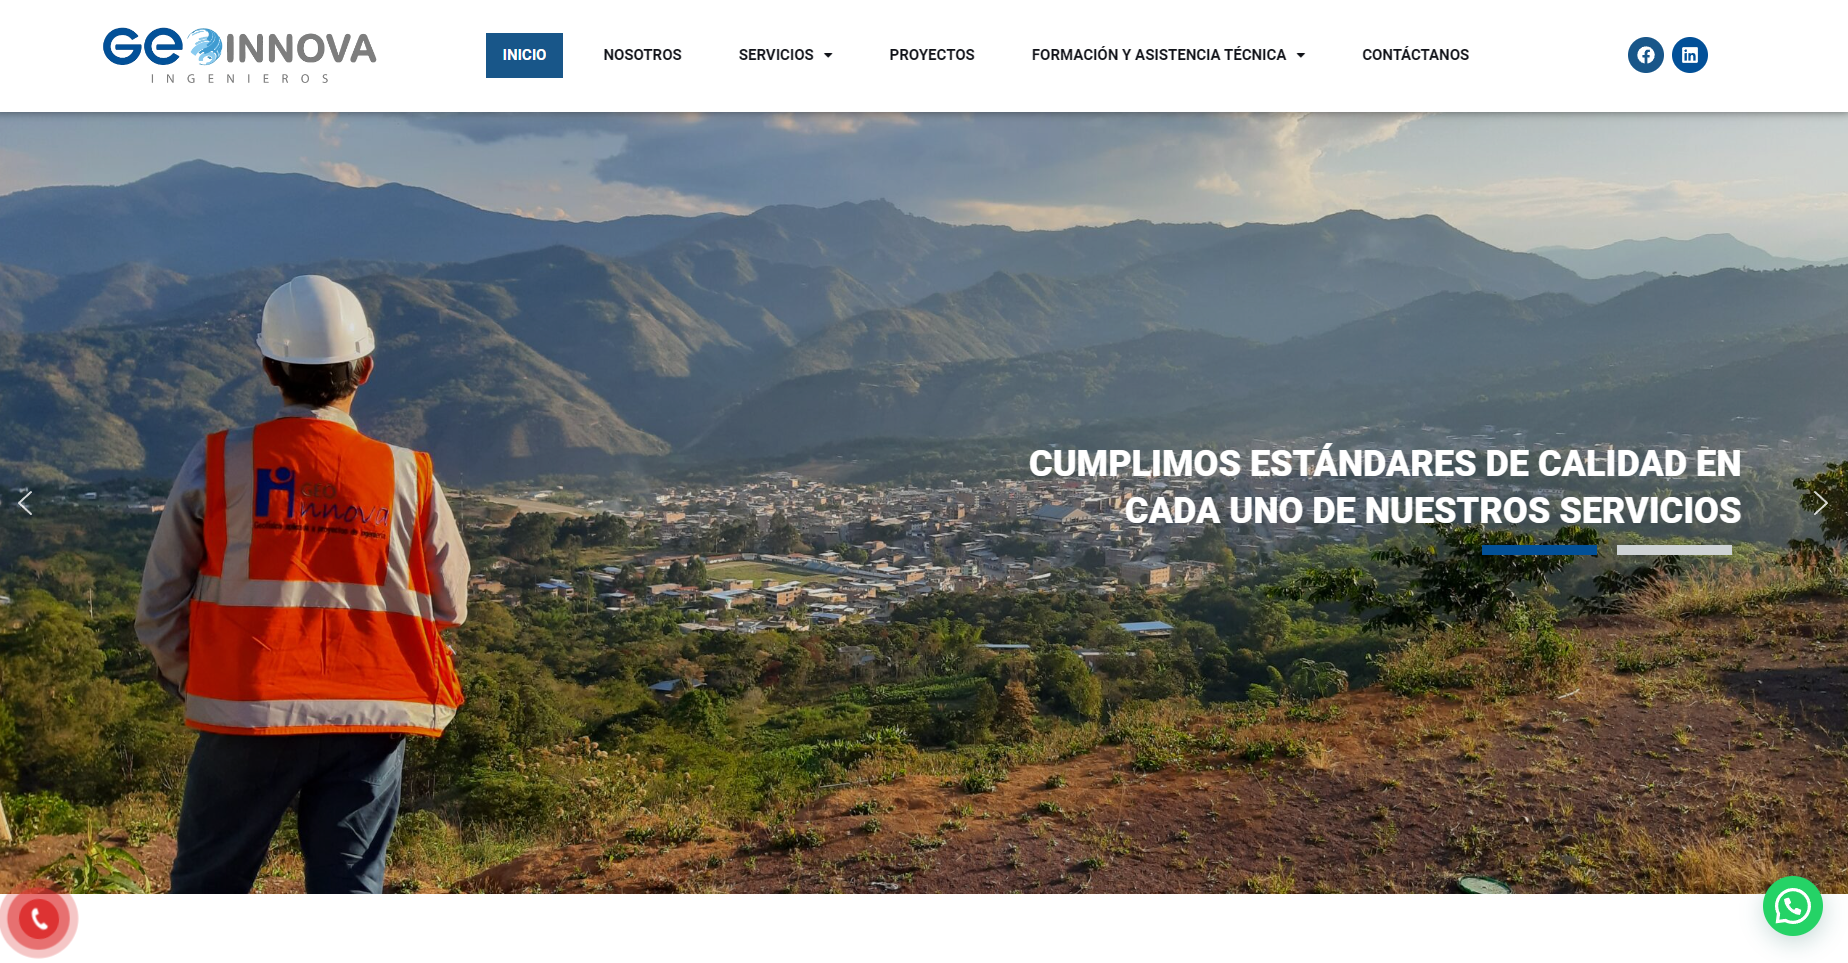 GEOINNOVA
INGENIEROS
INICIO
NOSOTROS
SERVICIOS
PROYECTOS
FORMACIÓN Y ASISTENCIA TÉCNICA
CONTÁCTANOS
CUMPLIMOS ESTÁNDARES DE CALIDAD EN
CADA UNO DE NUESTROS SERVICIOS
GEO
innova